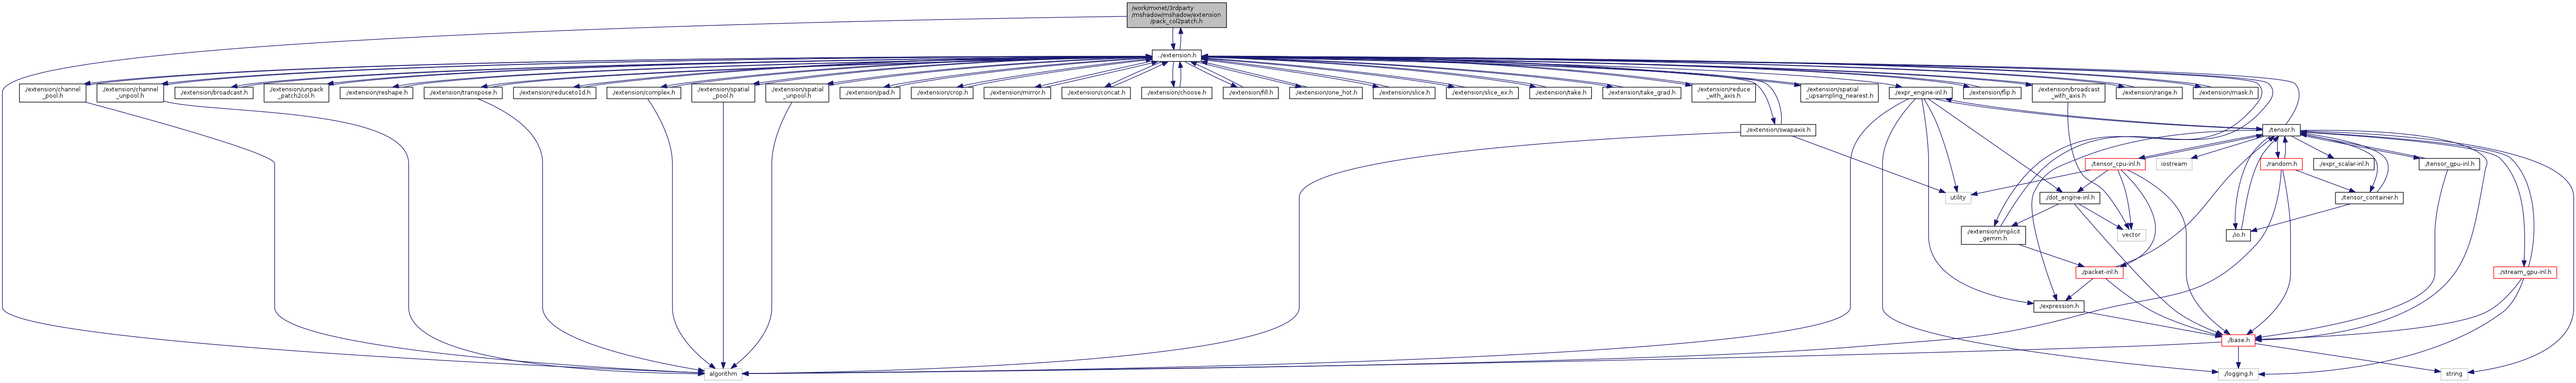 /work/mxnet/3rdparty
/mshadow/mshadow/extension
/pack_col2patch.h
./extension.h
./extension/channel
_pool.h
./extension/channel
_unpool.h
./extension/broadcast.h
./extension/unpack
_patch2col.h
./extension/reshape.h
./extension/transpose.h
./extension/reduceto1d.h
./extension/complex.h
./extension/spatial
_pool.h
./extension/spatial
_unpool.h
./extension/pad.h
./extension/crop.h
./extension/mirror.h
./extension/concat.h
./extension/choose.h
./extension/fill.h
./extension/one_hot.h
./extension/slice.h
./extension/slice_ex.h
./extension/take.h
./extension/take_grad.h
./extension/reduce
_with_axis.h
./extension/spatial
_upsampling_nearest.h
./expr_engine-inl.h
./extension/flip.h
./extension/broadcast
_with_axis.h
./extension/range.h
./extension/mask.h
./extension/swapaxis.h
./tensor.h
./tensor_cpu-inl.h
iostream
./random.h
./expr_scalar-inl.h
./tensor_gpu-inl.h
utility
./dot_engine-inl.h
./tensor_container.h
./extension/implicit
_gemm.h
vector
./io.h
./packet-inl.h
./stream_gpu-inl.h
./expression.h
./base.h
algorithm
./logging.h
string